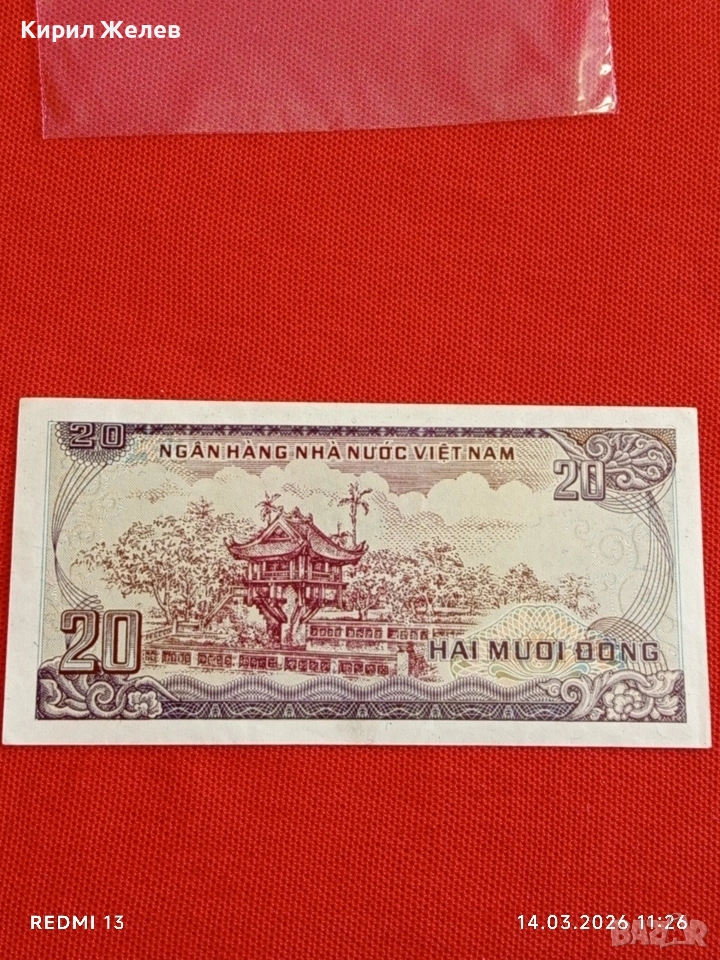 Кирил Желев
20
NGÂN HÀNG NHÀ NƯỚC VIỆT NAM
20
20
HAI MƯƠI ĐỒNG
REDMI 13
14.03.2026 11:26
BAZAR